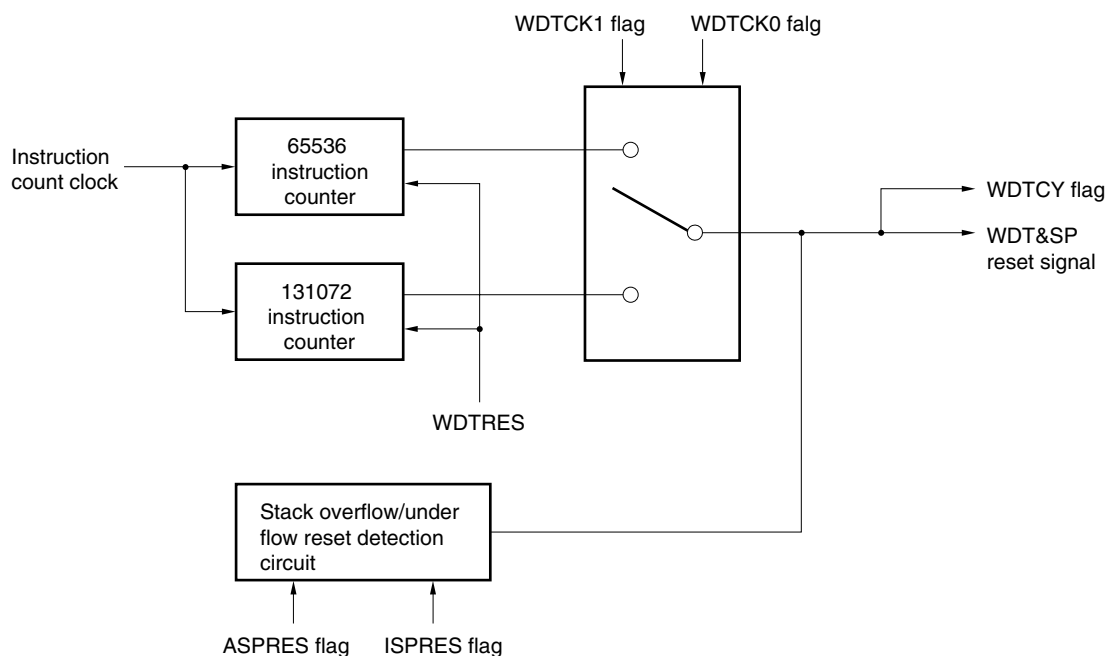 WDTCK1 flag
WDTCK0 falg
65536
instruction
counter
Instruction
count clock
WDTCY flag
WDT&SP
reset signal
131072
instruction
counter
WDTRES
Stack overflow/under
flow reset detection
circuit
ASPRES flag
ISPRES flag